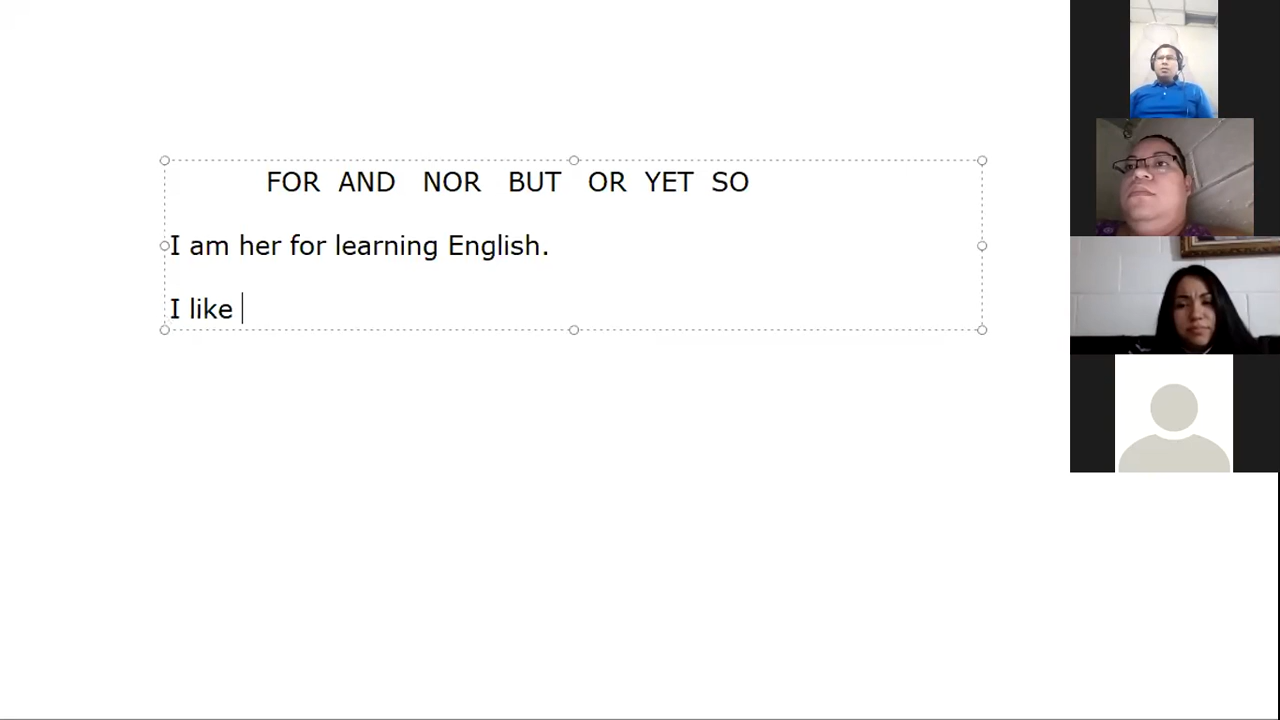 FOR AND NOR BUT OR YET SO
I am her for learning English.
I like